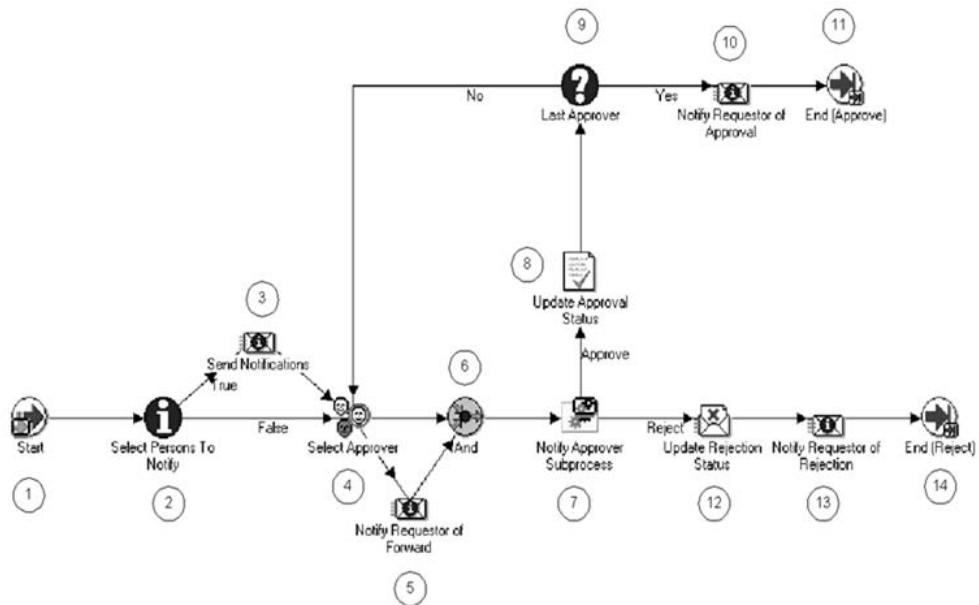 9
10
11
No
Yes
Last Approver
Notify Requestor of
Approval
End (Approve)
8
Update Approval
Status
3
Send Notifications
True
6
Approve
Start
Select Persons To
Notify
False
Select Approver
And
Notify Approver
Subprocess
Reject
Update Rejection
Status
Notify Requestor
of Rejection
End (Reject)
1
2
4
7
12
13
14
Notify Requestor of
Forward
5